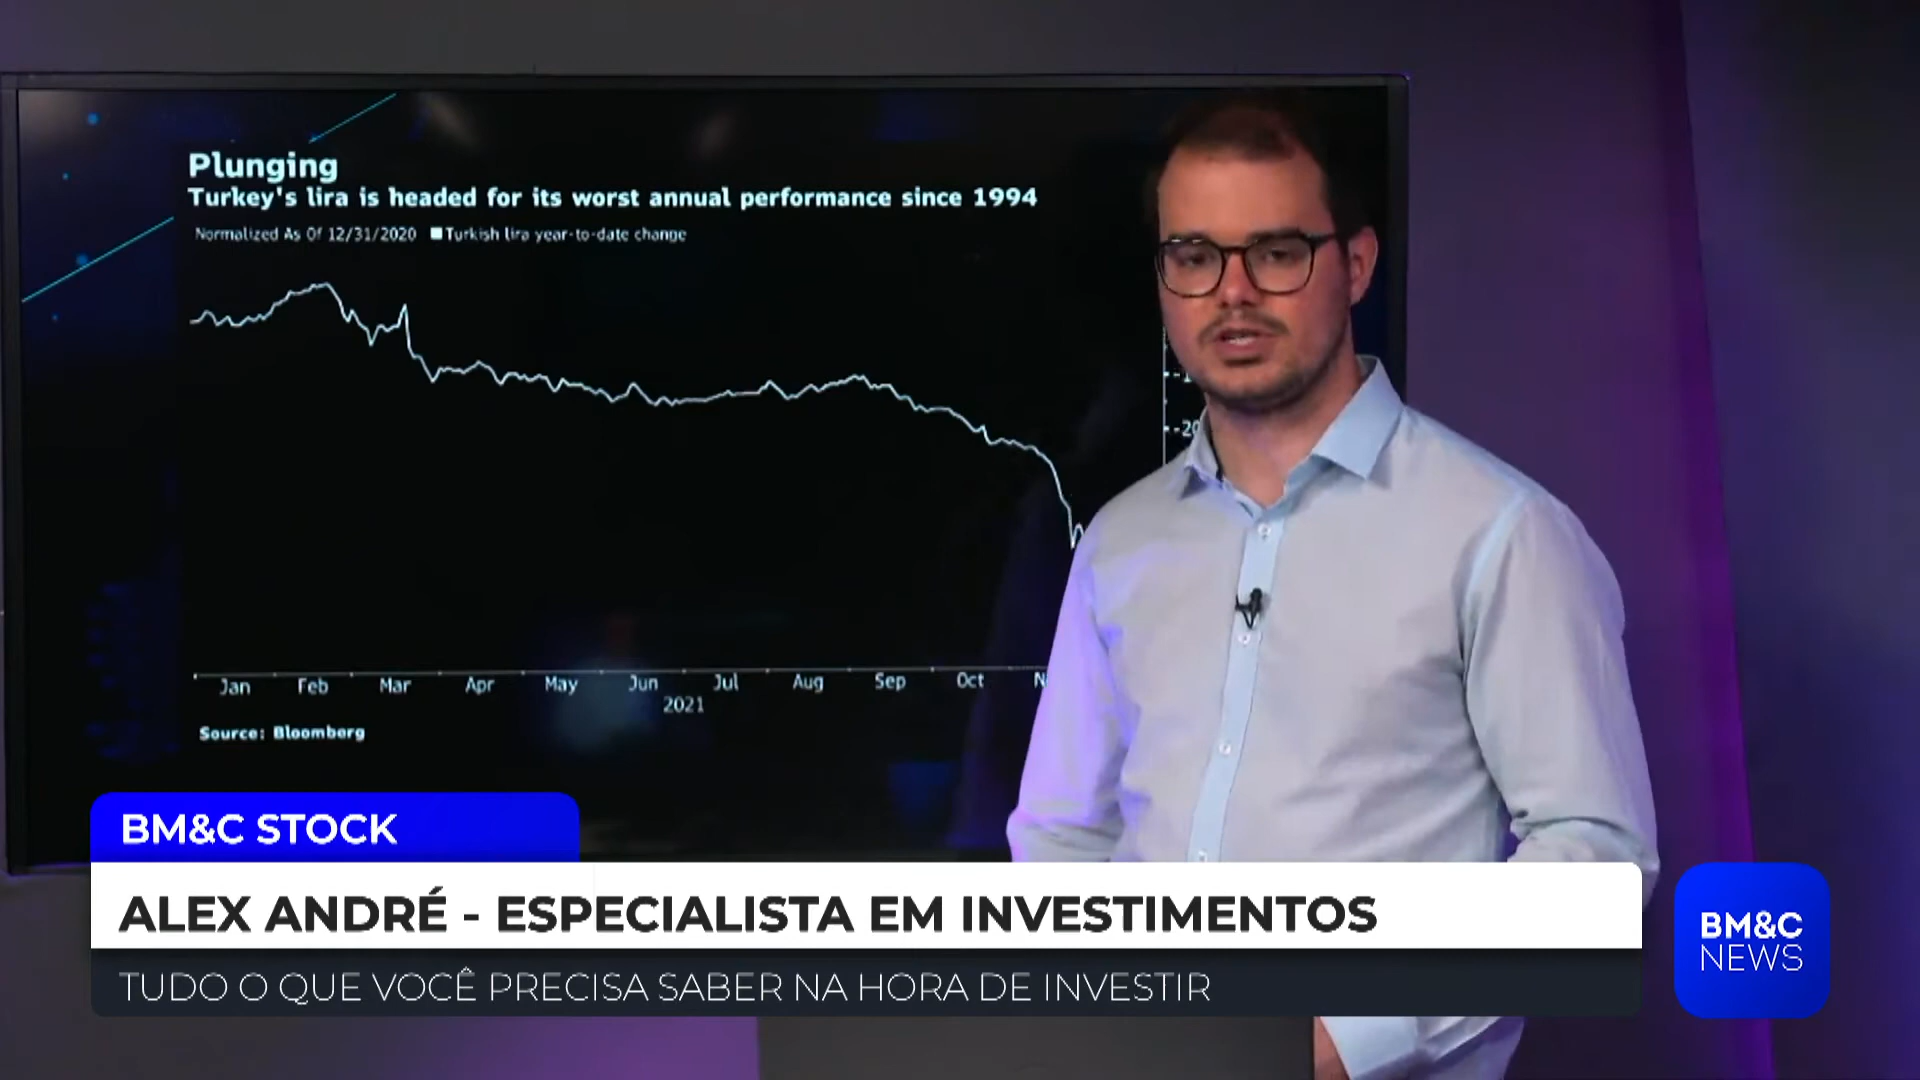 Plunging
Turkey's lira is headed for its worst annual performance since 1994
Normalized As Of 12/31/2020 Turkish lira year-to-date change
-20
Jan Feb Mar Apr May Jun Jul Aug Sep Oct
2021
Source: Bloomberg
BM&C STOCK
ALEX ANDRÉ - ESPECIALISTA EM INVESTIMENTOS
TUDO O QUE VOCÊ PRECISA SABER NA HORA DE INVESTIR
BM&C
NEWS